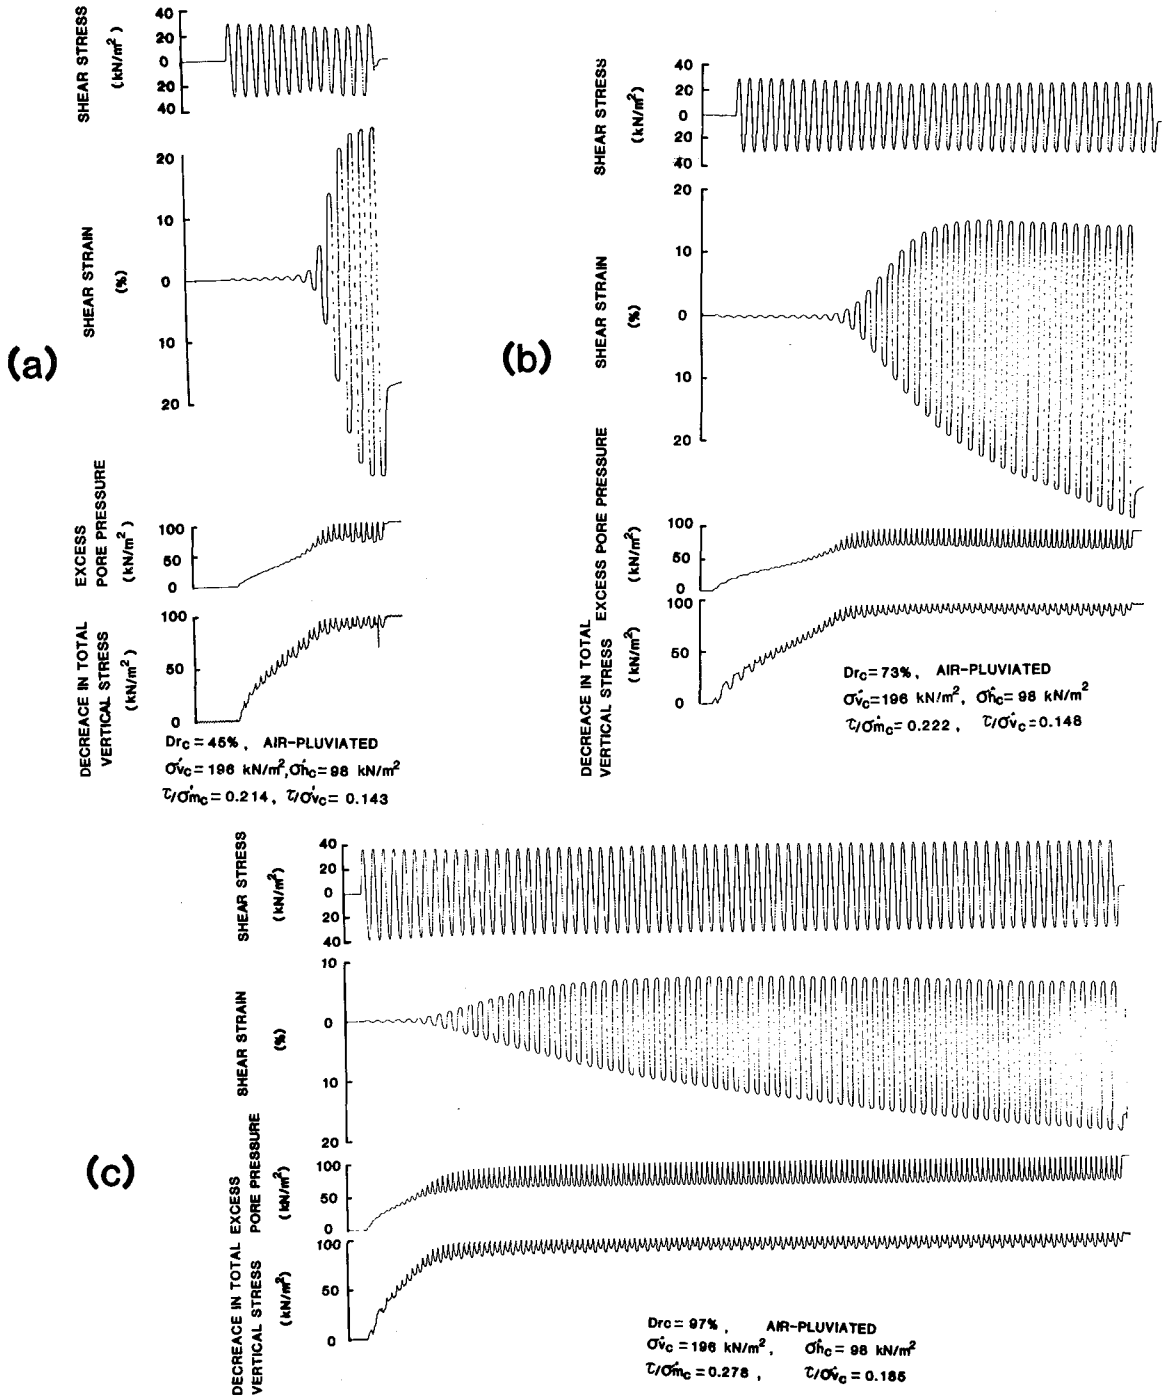 (a)
SHEAR STRESS
(kN/m²)
40
20
0
20
40
SHEAR STRAIN
(%)
20
10
0
10
20
EXCESS
PORE PRESSURE
(kN/m²)
100
50
0
DECREACE IN TOTAL
VERTICAL STRESS
(kN/m²)
100
50
0
Drc=45%, AIR-PLUVIATED
σ́vc=196 kN/m²,σ́hc=98 kN/m²
τ/σ́mc=0.214, τ/σ́vc=0.143
(b)
SHEAR STRESS
(kN/m²)
40
20
0
20
40
SHEAR STRAIN
(%)
20
10
0
10
20
EXCESS PORE PRESSURE
(kN/m²)
100
50
0
DECREACE IN TOTAL
VERTICAL STRESS
(kN/m²)
100
50
0
Drc=73%, AIR-PLUVIATED
σ́vc=196 kN/m², σ́hc=98 kN/m²
τ/σ́mc=0.222, τ/σ́vc=0.148
(c)
SHEAR STRESS
(kN/m²)
40
20
0
20
40
SHEAR STRAIN
(%)
10
0
10
20
EXCESS
PORE PRESSURE
(kN/m²)
100
50
0
DECREACE IN TOTAL
VERTICAL STRESS
(kN/m²)
100
50
0
Drc=97%, AIR-PLUVIATED
σ́vc=196 kN/m², σ́hc=98 kN/m²
τ/σ́mc=0.278, τ/σ́vc=0.185